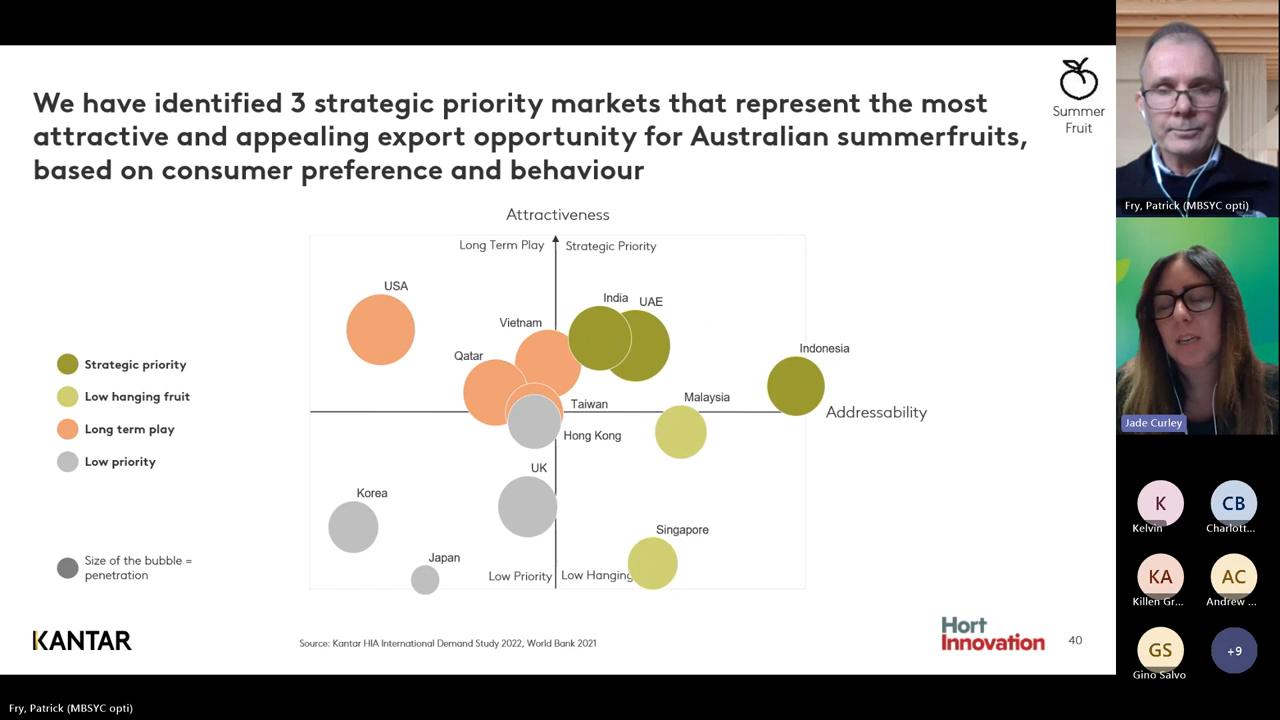 We have identified 3 strategic priority markets that represent the most
attractive and appealing export opportunity for Australian summerfruits,
based on consumer preference and behaviour
Summer
Fruit
Attractiveness
Long Term Play
Strategic Priority
USA
India
UAE
Vietnam
Qatar
Indonesia
Taiwan
Malaysia
Addressability
Hong Kong
UK
Korea
Singapore
Japan
Low Priority
Low Hanging
Strategic priority
Low hanging fruit
Long term play
Low priority
Size of the bubble =
penetration
KANTAR
Source: Kantar HIA International Demand Study 2022, World Bank 2021
Hort
Innovation
40
Fry, Patrick (MBSYC opti)
Jade Curley
K
Kelvin
CB
Charlott...
KA
Killen Gr...
AC
Andrew ...
GS
Gino Salvo
+9
Fry, Patrick (MBSYC opti)